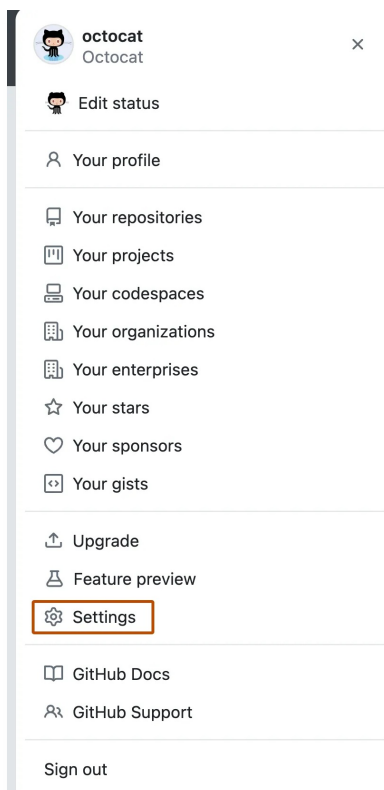 octocat
Octocat
Edit status
Your profile
Your repositories
Your projects
Your codespaces
Your organizations
Your enterprises
Your stars
Your sponsors
Your gists
Upgrade
Feature preview
Settings
GitHub Docs
GitHub Support
Sign out